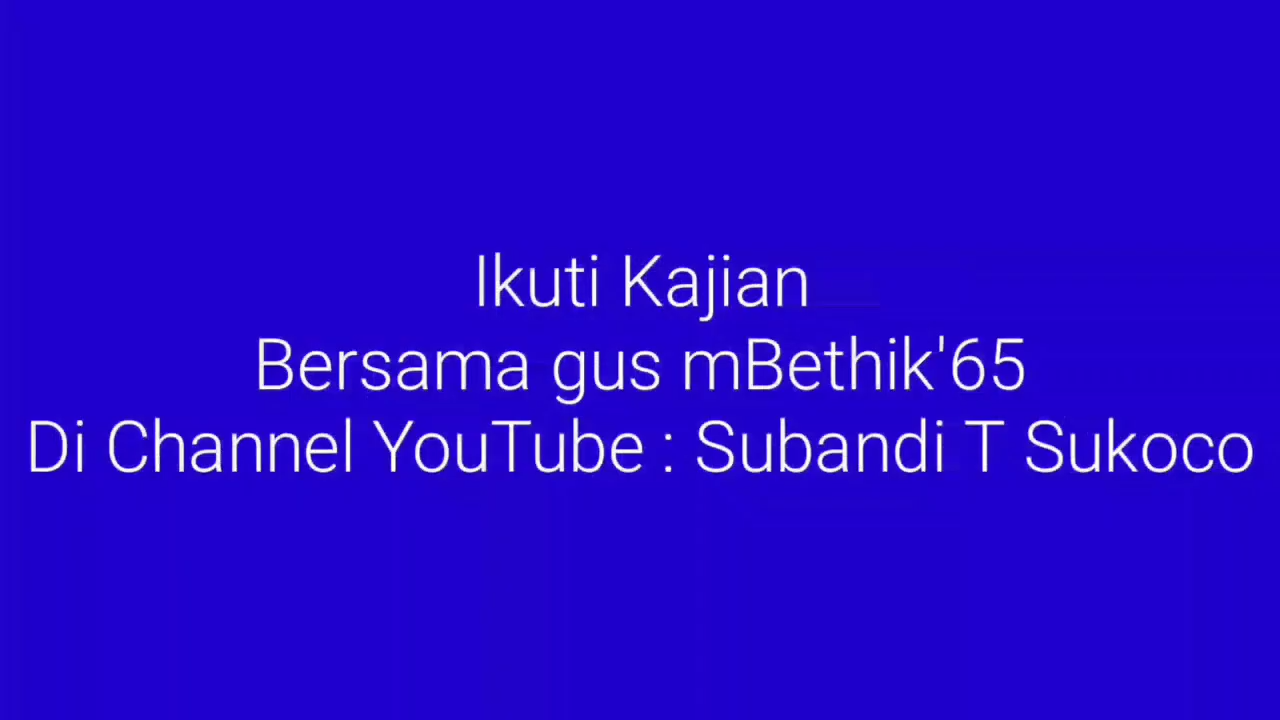 Ikuti Kajian
Bersama gus mBethik'65
Di Channel YouTube : Subandi T Sukoco